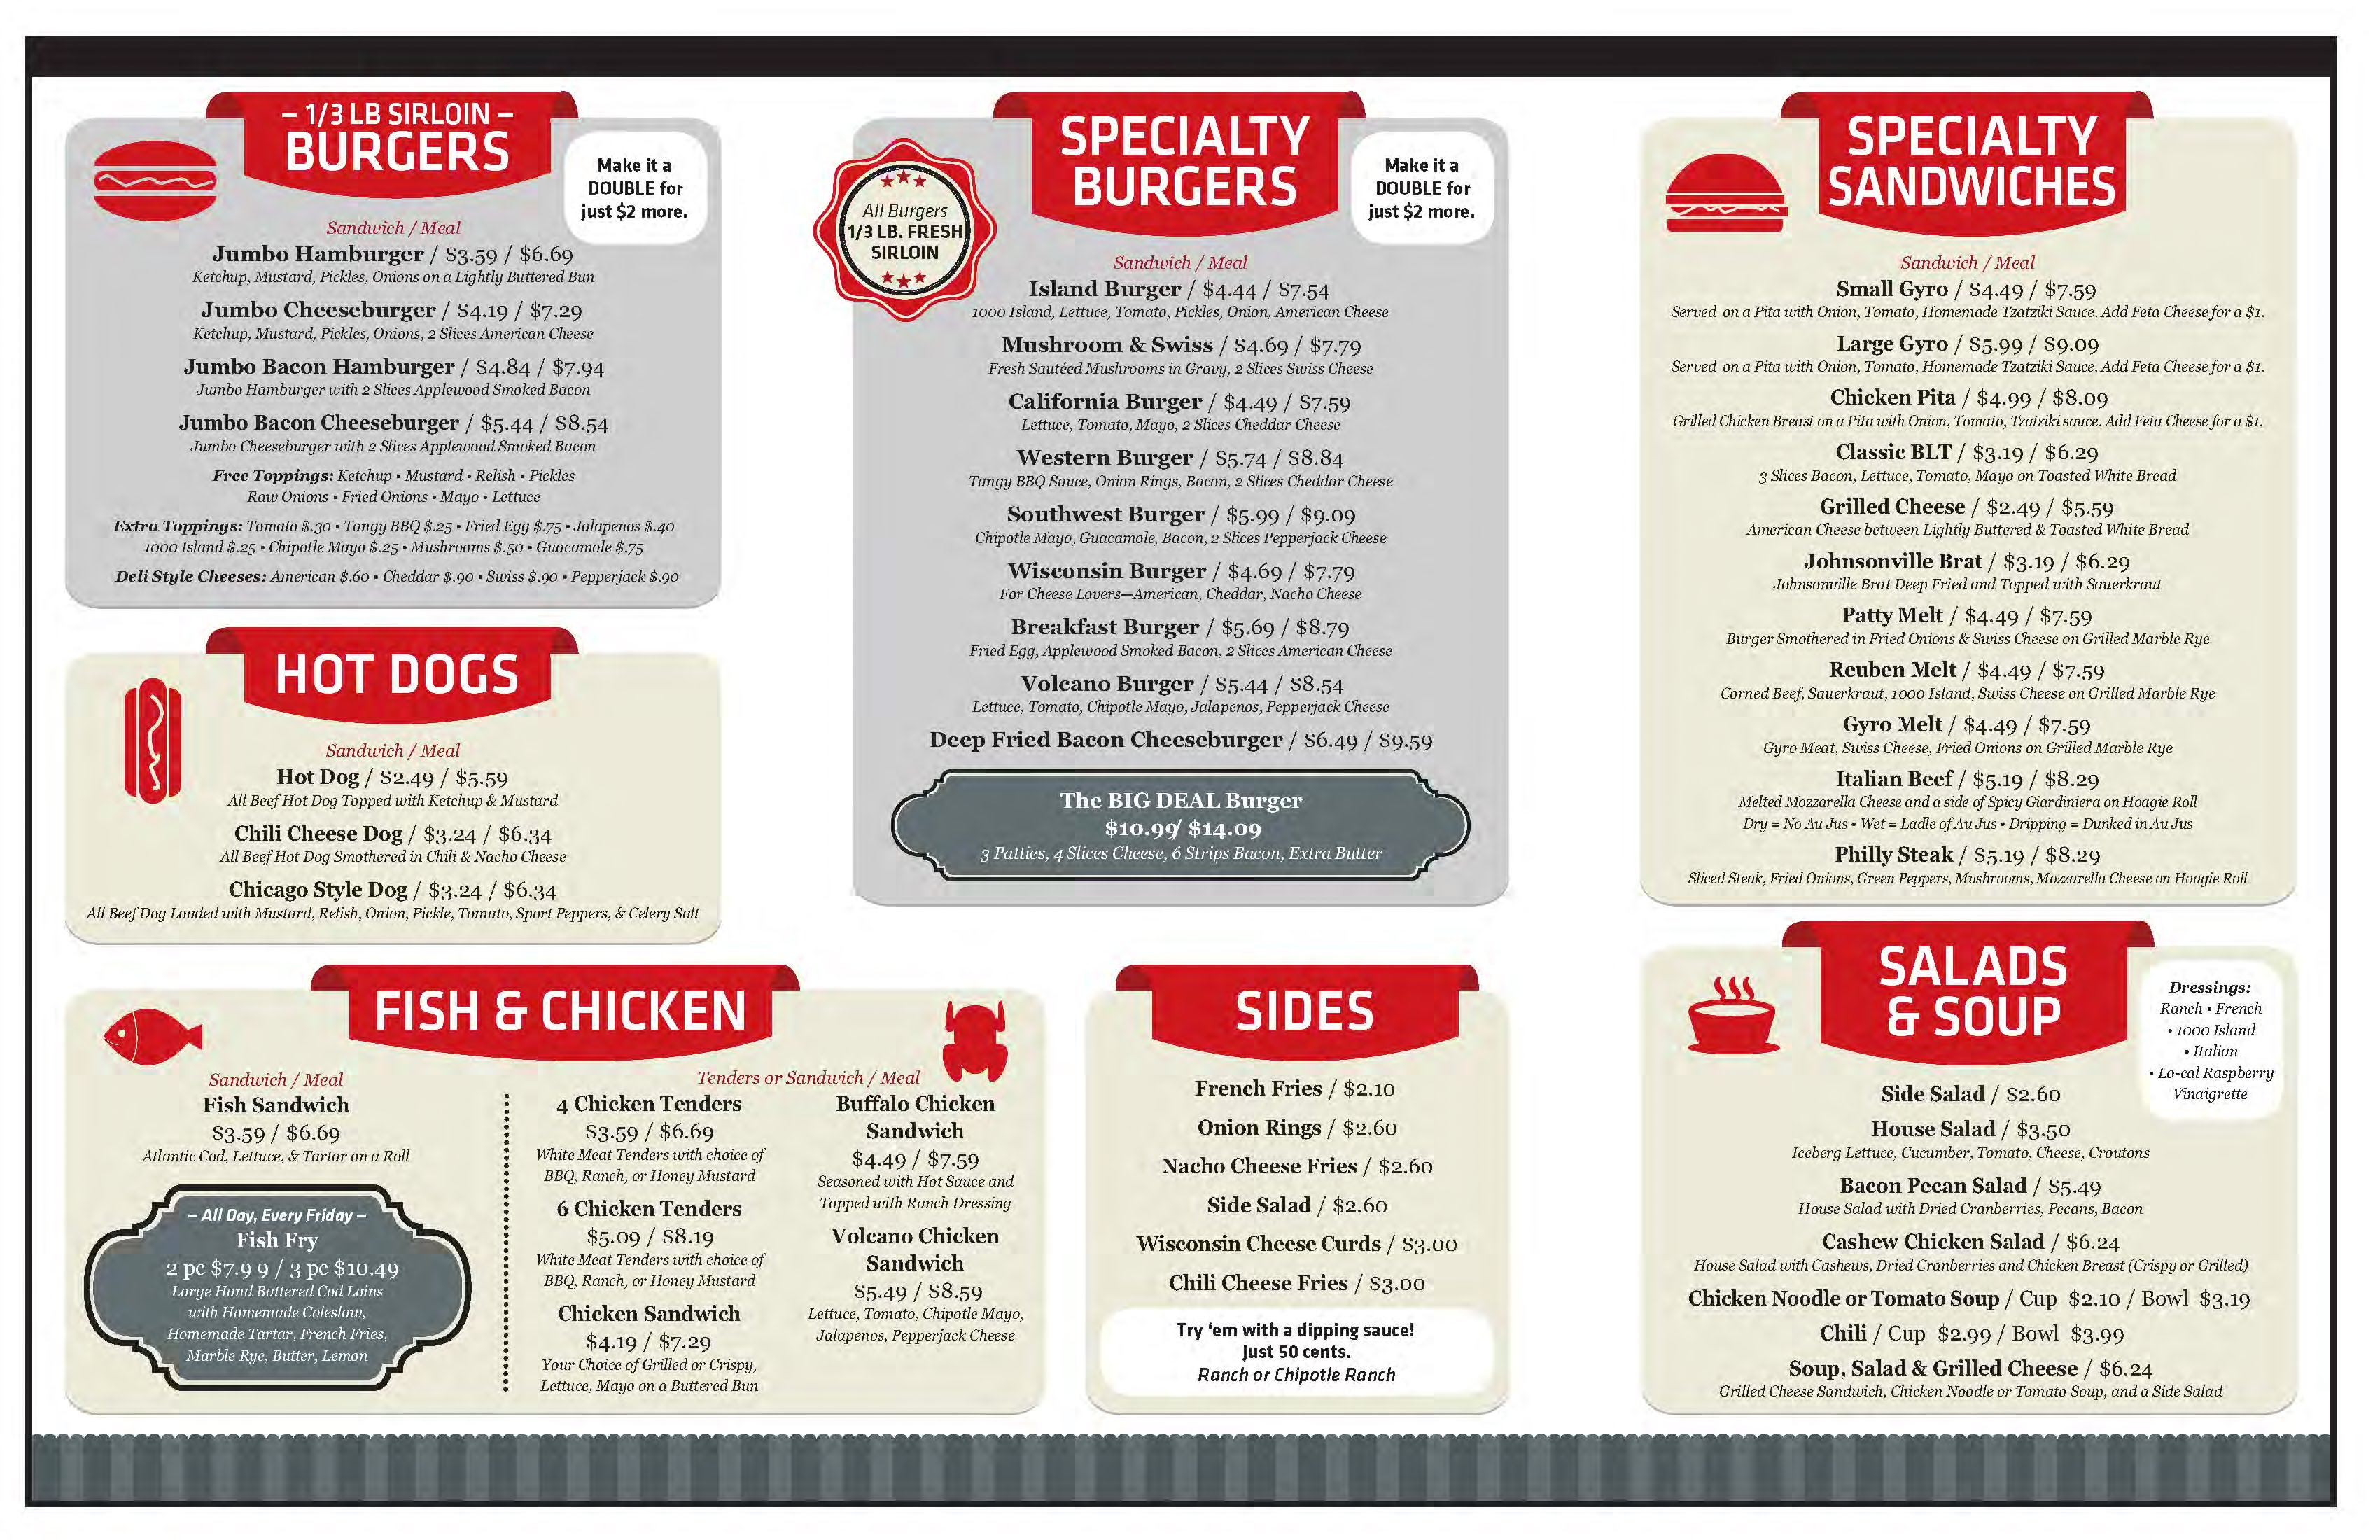 – 1/3 LB SIRLOIN –
BURGERS
Make it a
DOUBLE for
just $2 more.
Sandwich / Meal
Jumbo Hamburger / $3.59 / $6.69
Ketchup, Mustard, Pickles, Onions on a Lightly Buttered Bun
Jumbo Cheeseburger / $4.19 / $7.29
Ketchup, Mustard, Pickles, Onions, 2 Slices American Cheese
Jumbo Bacon Hamburger / $4.84 / $7.94
Jumbo Hamburger with 2 Slices Applewood Smoked Bacon
Jumbo Bacon Cheeseburger / $5.44 / $8.54
Jumbo Cheeseburger with 2 Slices Applewood Smoked Bacon
Free Toppings: Ketchup • Mustard • Relish • Pickles
Raw Onions • Fried Onions • Mayo • Lettuce
Extra Toppings: Tomato $.30 • Tangy BBQ $.25 • Fried Egg $.75 • Jalapenos $.40
1000 Island $.25 • Chipotle Mayo $.25 • Mushrooms $.50 • Guacamole $.75
Deli Style Cheeses: American $.60 • Cheddar $.90 • Swiss $.90 • Pepperjack $.90
HOT DOGS
Sandwich / Meal
Hot Dog / $2.49 / $5.59
All Beef Hot Dog Topped with Ketchup & Mustard
Chili Cheese Dog / $3.24 / $6.34
All Beef Hot Dog Smothered in Chili & Nacho Cheese
Chicago Style Dog / $3.24 / $6.34
All Beef Dog Loaded with Mustard, Relish, Onion, Pickle, Tomato, Sport Peppers, & Celery Salt
SPECIALTY
BURGERS
Make it a
DOUBLE for
just $2 more.
All Burgers
1/3 LB. FRESH
SIRLOIN
Sandwich / Meal
Island Burger / $4.44 / $7.54
1000 Island, Lettuce, Tomato, Pickles, Onion, American Cheese
Mushroom & Swiss / $4.69 / $7.79
Fresh Sautéed Mushrooms in Gravy, 2 Slices Swiss Cheese
California Burger / $4.49 / $7.59
Lettuce, Tomato, Mayo, 2 Slices Cheddar Cheese
Western Burger / $5.74 / $8.84
Tangy BBQ Sauce, Onion Rings, Bacon, 2 Slices Cheddar Cheese
Southwest Burger / $5.99 / $9.09
Chipotle Mayo, Guacamole, Bacon, 2 Slices Pepperjack Cheese
Wisconsin Burger / $4.69 / $7.79
For Cheese Lovers—American, Cheddar, Nacho Cheese
Breakfast Burger / $5.69 / $8.79
Fried Egg, Applewood Smoked Bacon, 2 Slices American Cheese
Volcano Burger / $5.44 / $8.54
Lettuce, Tomato, Chipotle Mayo, Jalapenos, Pepperjack Cheese
Deep Fried Bacon Cheeseburger / $6.49 / $9.59
The BIG DEAL Burger
$10.99/ $14.09
3 Patties, 4 Slices Cheese, 6 Strips Bacon, Extra Butter
SPECIALTY
SANDWICHES
Sandwich / Meal
Small Gyro / $4.49 / $7.59
Served on a Pita with Onion, Tomato, Homemade Tzatziki Sauce. Add Feta Cheese for a $1.
Large Gyro / $5.99 / $9.09
Served on a Pita with Onion, Tomato, Homemade Tzatziki Sauce. Add Feta Cheese for a $1.
Chicken Pita / $4.99 / $8.09
Grilled Chicken Breast on a Pita with Onion, Tomato, Tzatziki sauce. Add Feta Cheese for a $1.
Classic BLT / $3.19 / $6.29
3 Slices Bacon, Lettuce, Tomato, Mayo on Toasted White Bread
Grilled Cheese / $2.49 / $5.59
American Cheese between Lightly Buttered & Toasted White Bread
Johnsonville Brat / $3.19 / $6.29
Johnsonville Brat Deep Fried and Topped with Sauerkraut
Patty Melt / $4.49 / $7.59
Burger Smothered in Fried Onions & Swiss Cheese on Grilled Marble Rye
Reuben Melt / $4.49 / $7.59
Corned Beef, Sauerkraut, 1000 Island, Swiss Cheese on Grilled Marble Rye
Gyro Melt / $4.49 / $7.59
Gyro Meat, Swiss Cheese, Fried Onions on Grilled Marble Rye
Italian Beef / $5.19 / $8.29
Melted Mozzarella Cheese and a side of Spicy Giardiniera on Hoagie Roll
Dry = No Au Jus • Wet = Ladle of Au Jus • Dripping = Dunked in Au Jus
Philly Steak / $5.19 / $8.29
Sliced Steak, Fried Onions, Green Peppers, Mushrooms, Mozzarella Cheese on Hoagie Roll
FISH & CHICKEN
Sandwich / Meal
Fish Sandwich
$3.59 / $6.69
Atlantic Cod, Lettuce, & Tartar on a Roll
– All Day, Every Friday –
Fish Fry
2 pc $7.9 9 / 3 pc $10.49
Large Hand Battered Cod Loins
with Homemade Coleslaw,
Homemade Tartar, French Fries,
Marble Rye, Butter, Lemon
Tenders or Sandwich / Meal
4 Chicken Tenders
$3.59 / $6.69
White Meat Tenders with choice of
BBQ, Ranch, or Honey Mustard
6 Chicken Tenders
$5.09 / $8.19
White Meat Tenders with choice of
BBQ, Ranch, or Honey Mustard
Chicken Sandwich
$4.19 / $7.29
Your Choice of Grilled or Crispy,
Lettuce, Mayo on a Buttered Bun
Buffalo Chicken
Sandwich
$4.49 / $7.59
Seasoned with Hot Sauce and
Topped with Ranch Dressing
Volcano Chicken
Sandwich
$5.49 / $8.59
Lettuce, Tomato, Chipotle Mayo,
Jalapenos, Pepperjack Cheese
SIDES
French Fries / $2.10
Onion Rings / $2.60
Nacho Cheese Fries / $2.60
Side Salad / $2.60
Wisconsin Cheese Curds / $3.00
Chili Cheese Fries / $3.00
Try ‘em with a dipping sauce!
Just 50 cents.
Ranch or Chipotle Ranch
SALADS
& SOUP
Dressings:
Ranch • French
• 1000 Island
• Italian
• Lo-cal Raspberry
Vinaigrette
Side Salad / $2.60
House Salad / $3.50
Iceberg Lettuce, Cucumber, Tomato, Cheese, Croutons
Bacon Pecan Salad / $5.49
House Salad with Dried Cranberries, Pecans, Bacon
Cashew Chicken Salad / $6.24
House Salad with Cashews, Dried Cranberries and Chicken Breast (Crispy or Grilled)
Chicken Noodle or Tomato Soup / Cup $2.10 / Bowl $3.19
Chili / Cup $2.99 / Bowl $3.99
Soup, Salad & Grilled Cheese / $6.24
Grilled Cheese Sandwich, Chicken Noodle or Tomato Soup, and a Side Salad